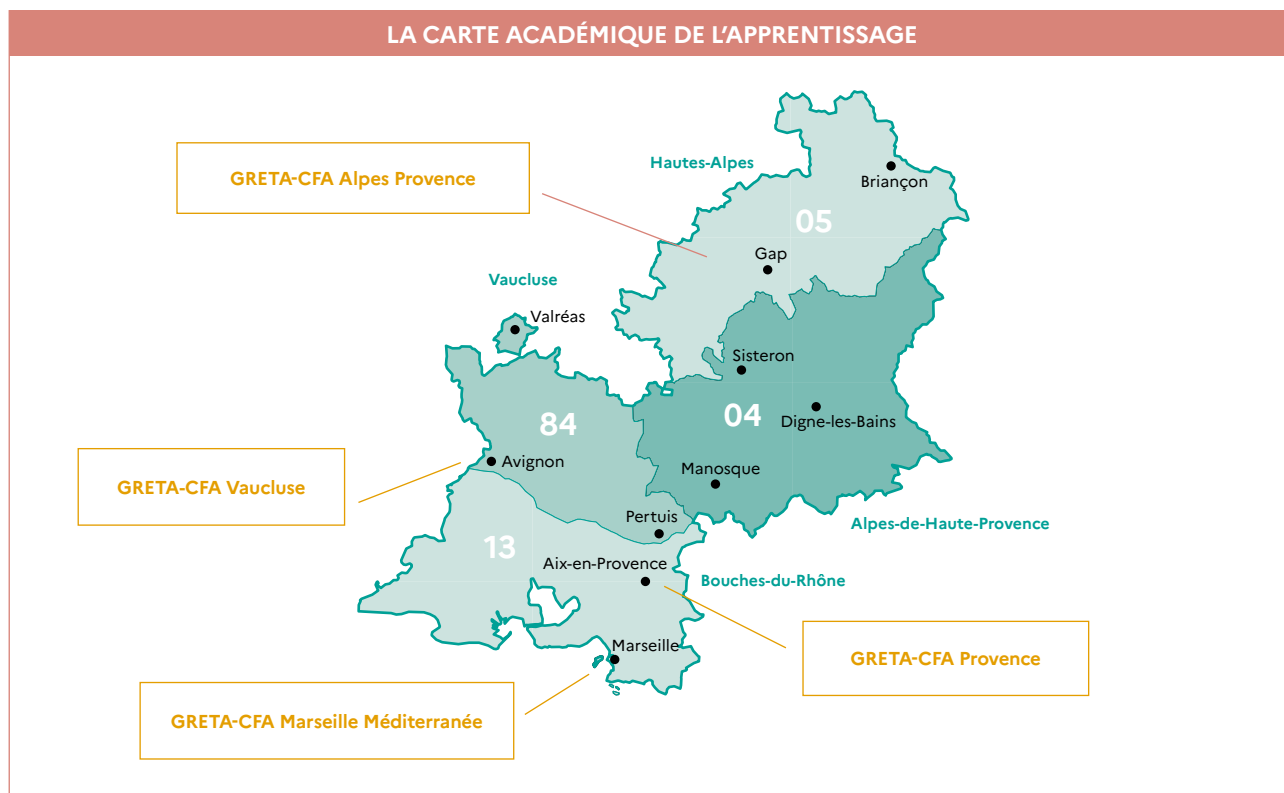 LA CARTE ACADÉMIQUE DE L'APPRENTISSAGE
GRETA-CFA Alpes Provence
Hautes-Alpes
Briançon
05
Gap
Vaucluse
Valréas
Sisteron
84
04
Digne-les-Bains
Avignon
Manosque
GRETA-CFA Vaucluse
Pertuis
Alpes-de-Haute-Provence
13
Aix-en-Provence
Bouches-du-Rhône
Marseille
GRETA-CFA Provence
GRETA-CFA Marseille Méditerranée